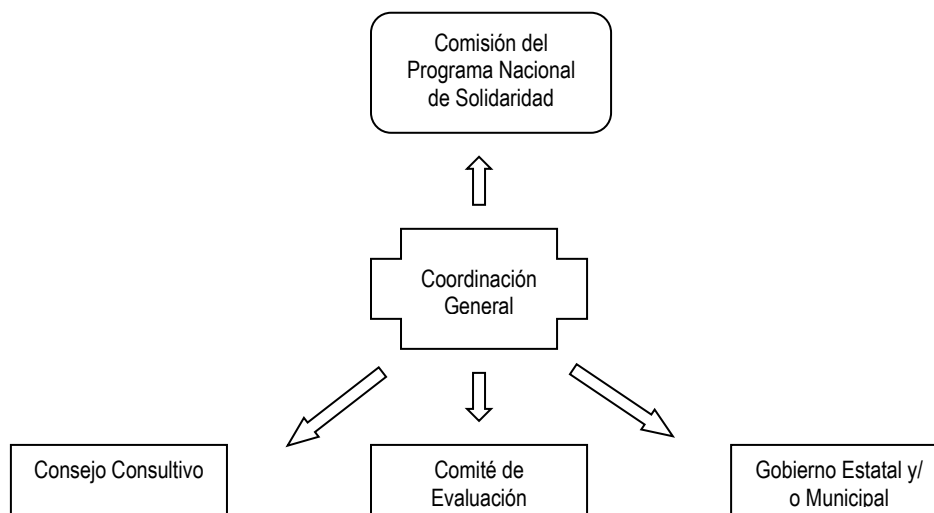 Comisión del
Programa Nacional
de Solidaridad
Coordinación
General
Consejo Consultivo
Comité de
Evaluación
Gobierno Estatal y/
o Municipal